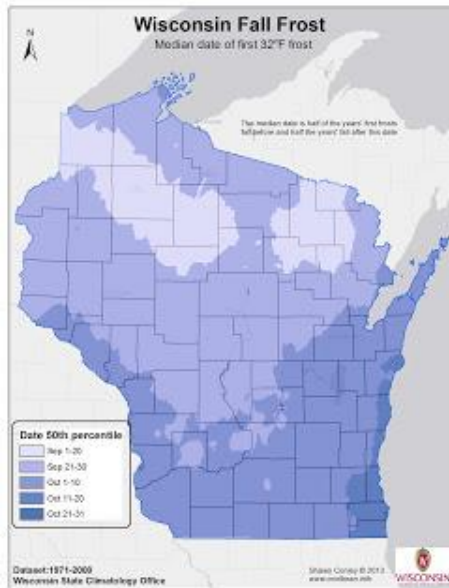 Wisconsin Fall Frost
Median date of first 32°F frost
N
The median date is half of the years' first frosts
fall before and half the years' fall after this date
Date 50th percentile
Sep 1-20
Sep 21-30
Oct 1-10
Oct 11-20
Oct 21-31
Dataset:1971-2000
Wisconsin State Climatology Office
© 2013
WISCONSIN